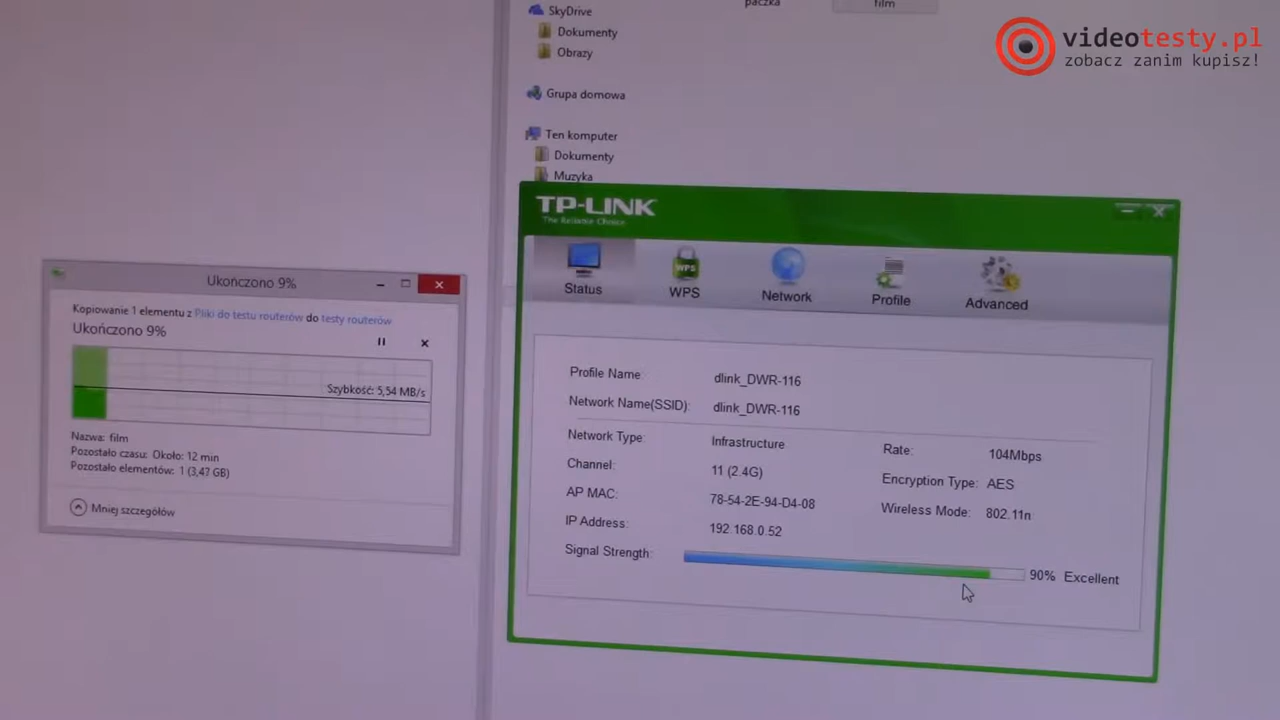 paczka
film
SkyDrive
Dokumenty
Obrazy
Grupa domowa
Ten komputer
Dokumenty
Muzyka
videotesty.pl
zobacz zanim kupisz!
Ukończono 9%
Kopiowanie 1 elementu z Pliki do testu routerów do testy routerów
Ukończono 9%
Szybkość: 5,54 MB/s
Nazwa: film
Pozostało czasu: Około: 12 min
Pozostało elementów: 1 (3,47 GB)
Mniej szczegółów
TP-LINK
The Reliable Choice
Status
WPS
WPS
Network
Profile
Advanced
Profile Name: dlink_DWR-116
Network Name(SSID): dlink_DWR-116
Network Type: Infrastructure
Rate: 104Mbps
Channel: 11 (2.4G)
Encryption Type: AES
AP MAC: 78-54-2E-94-D4-08
Wireless Mode: 802.11n
IP Address: 192.168.0.52
Signal Strength: 90% Excellent